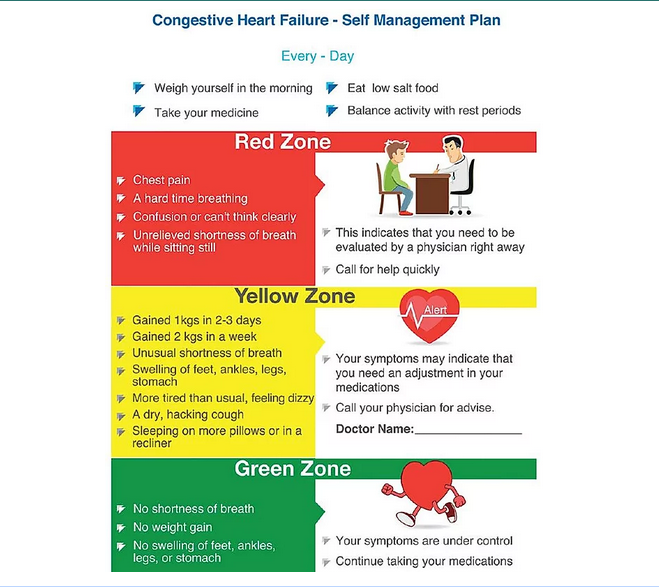 Congestive Heart Failure - Self Management Plan
Every - Day
Weigh yourself in the morning
Eat low salt food
Take your medicine
Balance activity with rest periods
Red Zone
Chest pain
A hard time breathing
Confusion or can't think clearly
Unrelieved shortness of breath
while sitting still
This indicates that you need to be
evaluated by a physician right away
Call for help quickly
Yellow Zone
Gained 1kgs in 2-3 days
Gained 2 kgs in a week
Unusual shortness of breath
Swelling of feet, ankles, legs,
stomach
More tired than usual, feeling dizzy
A dry, hacking cough
Sleeping on more pillows or in a
recliner
Alert
Your symptoms may indicate that
you need an adjustment in your
medications
Call your physician for advise.
Doctor Name:_________________
Green Zone
No shortness of breath
No weight gain
No swelling of feet, ankles,
legs, or stomach
Your symptoms are under control
Continue taking your medications